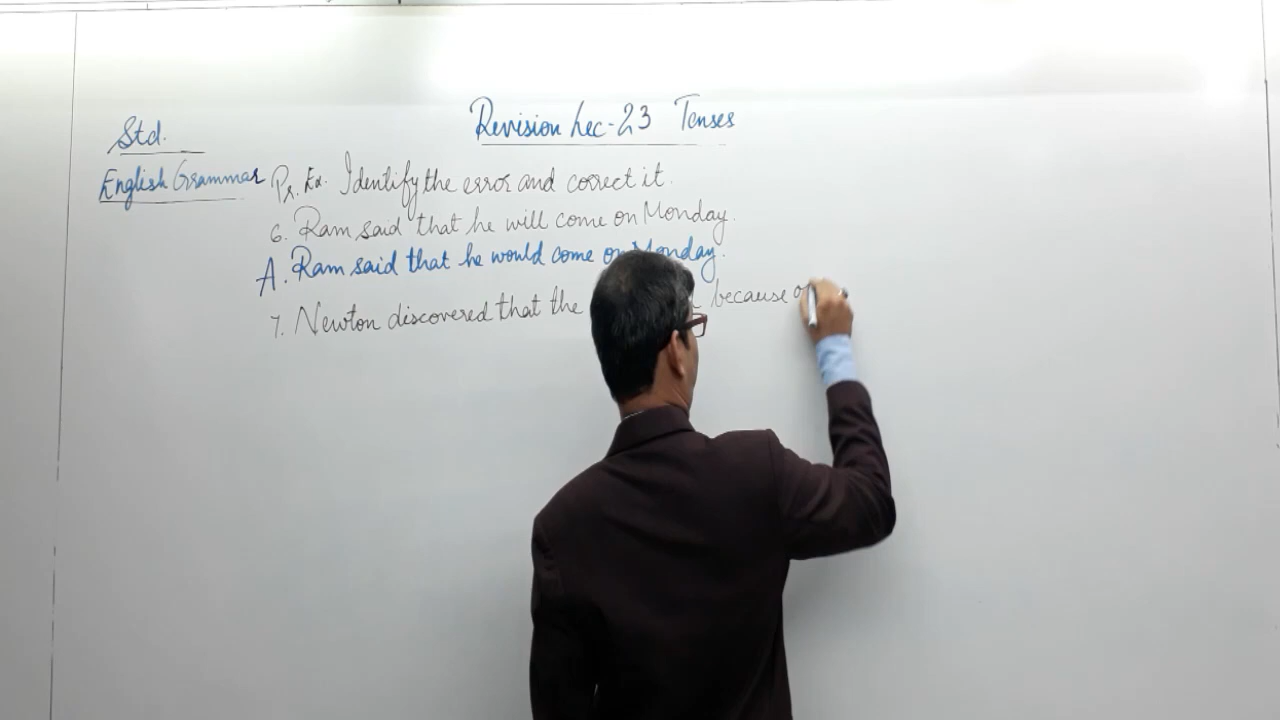 Revision Lec-23 Tenses
Std.
English Grammar
Pr. Ex. Identify the error and correct it.
6. Ram said that he will come on Monday.
A. Ram said that he would come on Monday.
7. Newton discovered that the because